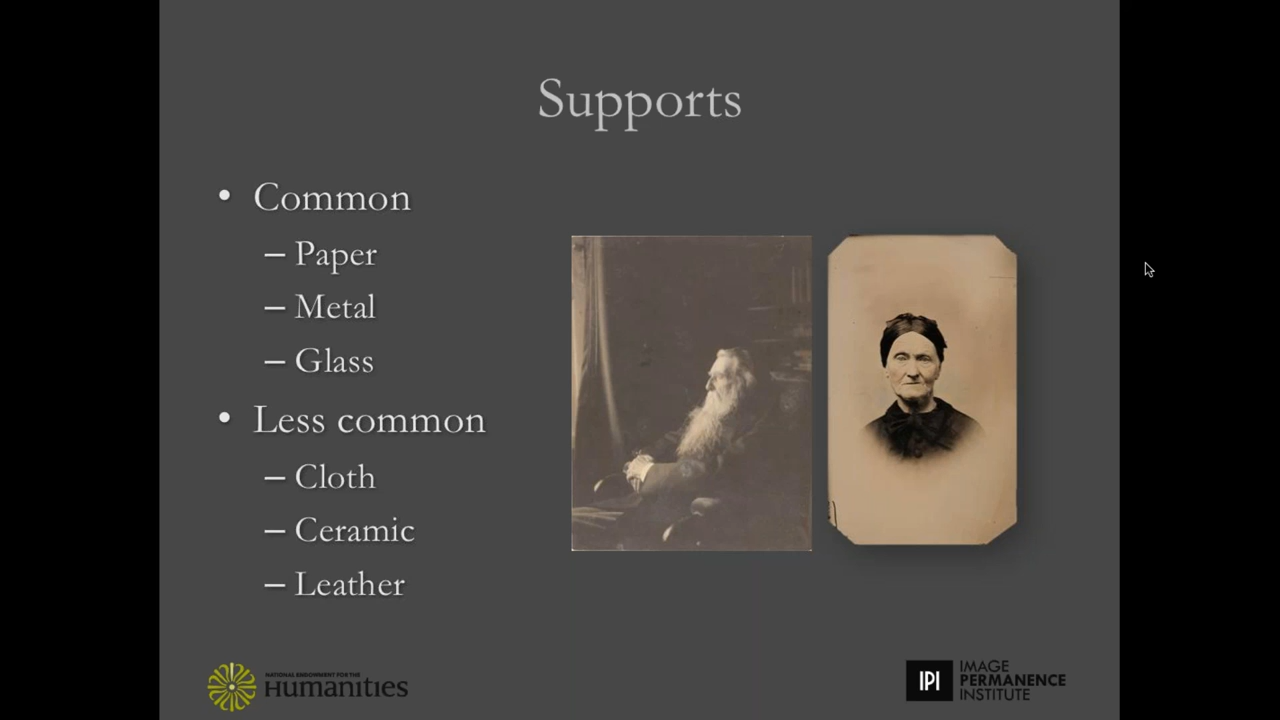 Supports
• Common
– Paper
– Metal
– Glass
• Less common
– Cloth
– Ceramic
– Leather
NATIONAL ENDOWMENT FOR THE
Humanities
IPI
IMAGE
PERMANENCE
INSTITUTE